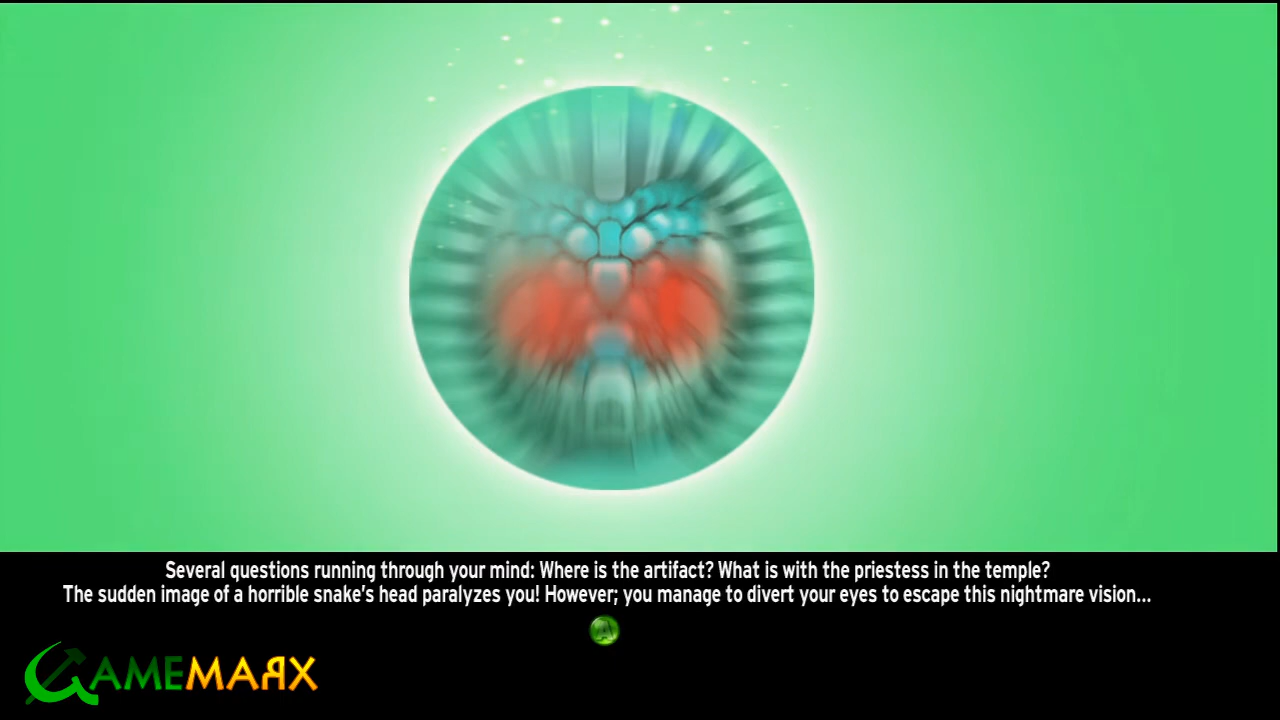 Several questions running through your mind: Where is the artifact? What is with the priestess in the temple?
The sudden image of a horrible snake's head paralyzes you! However; you manage to divert your eyes to escape this nightmare vision...
A
GAMEMARX